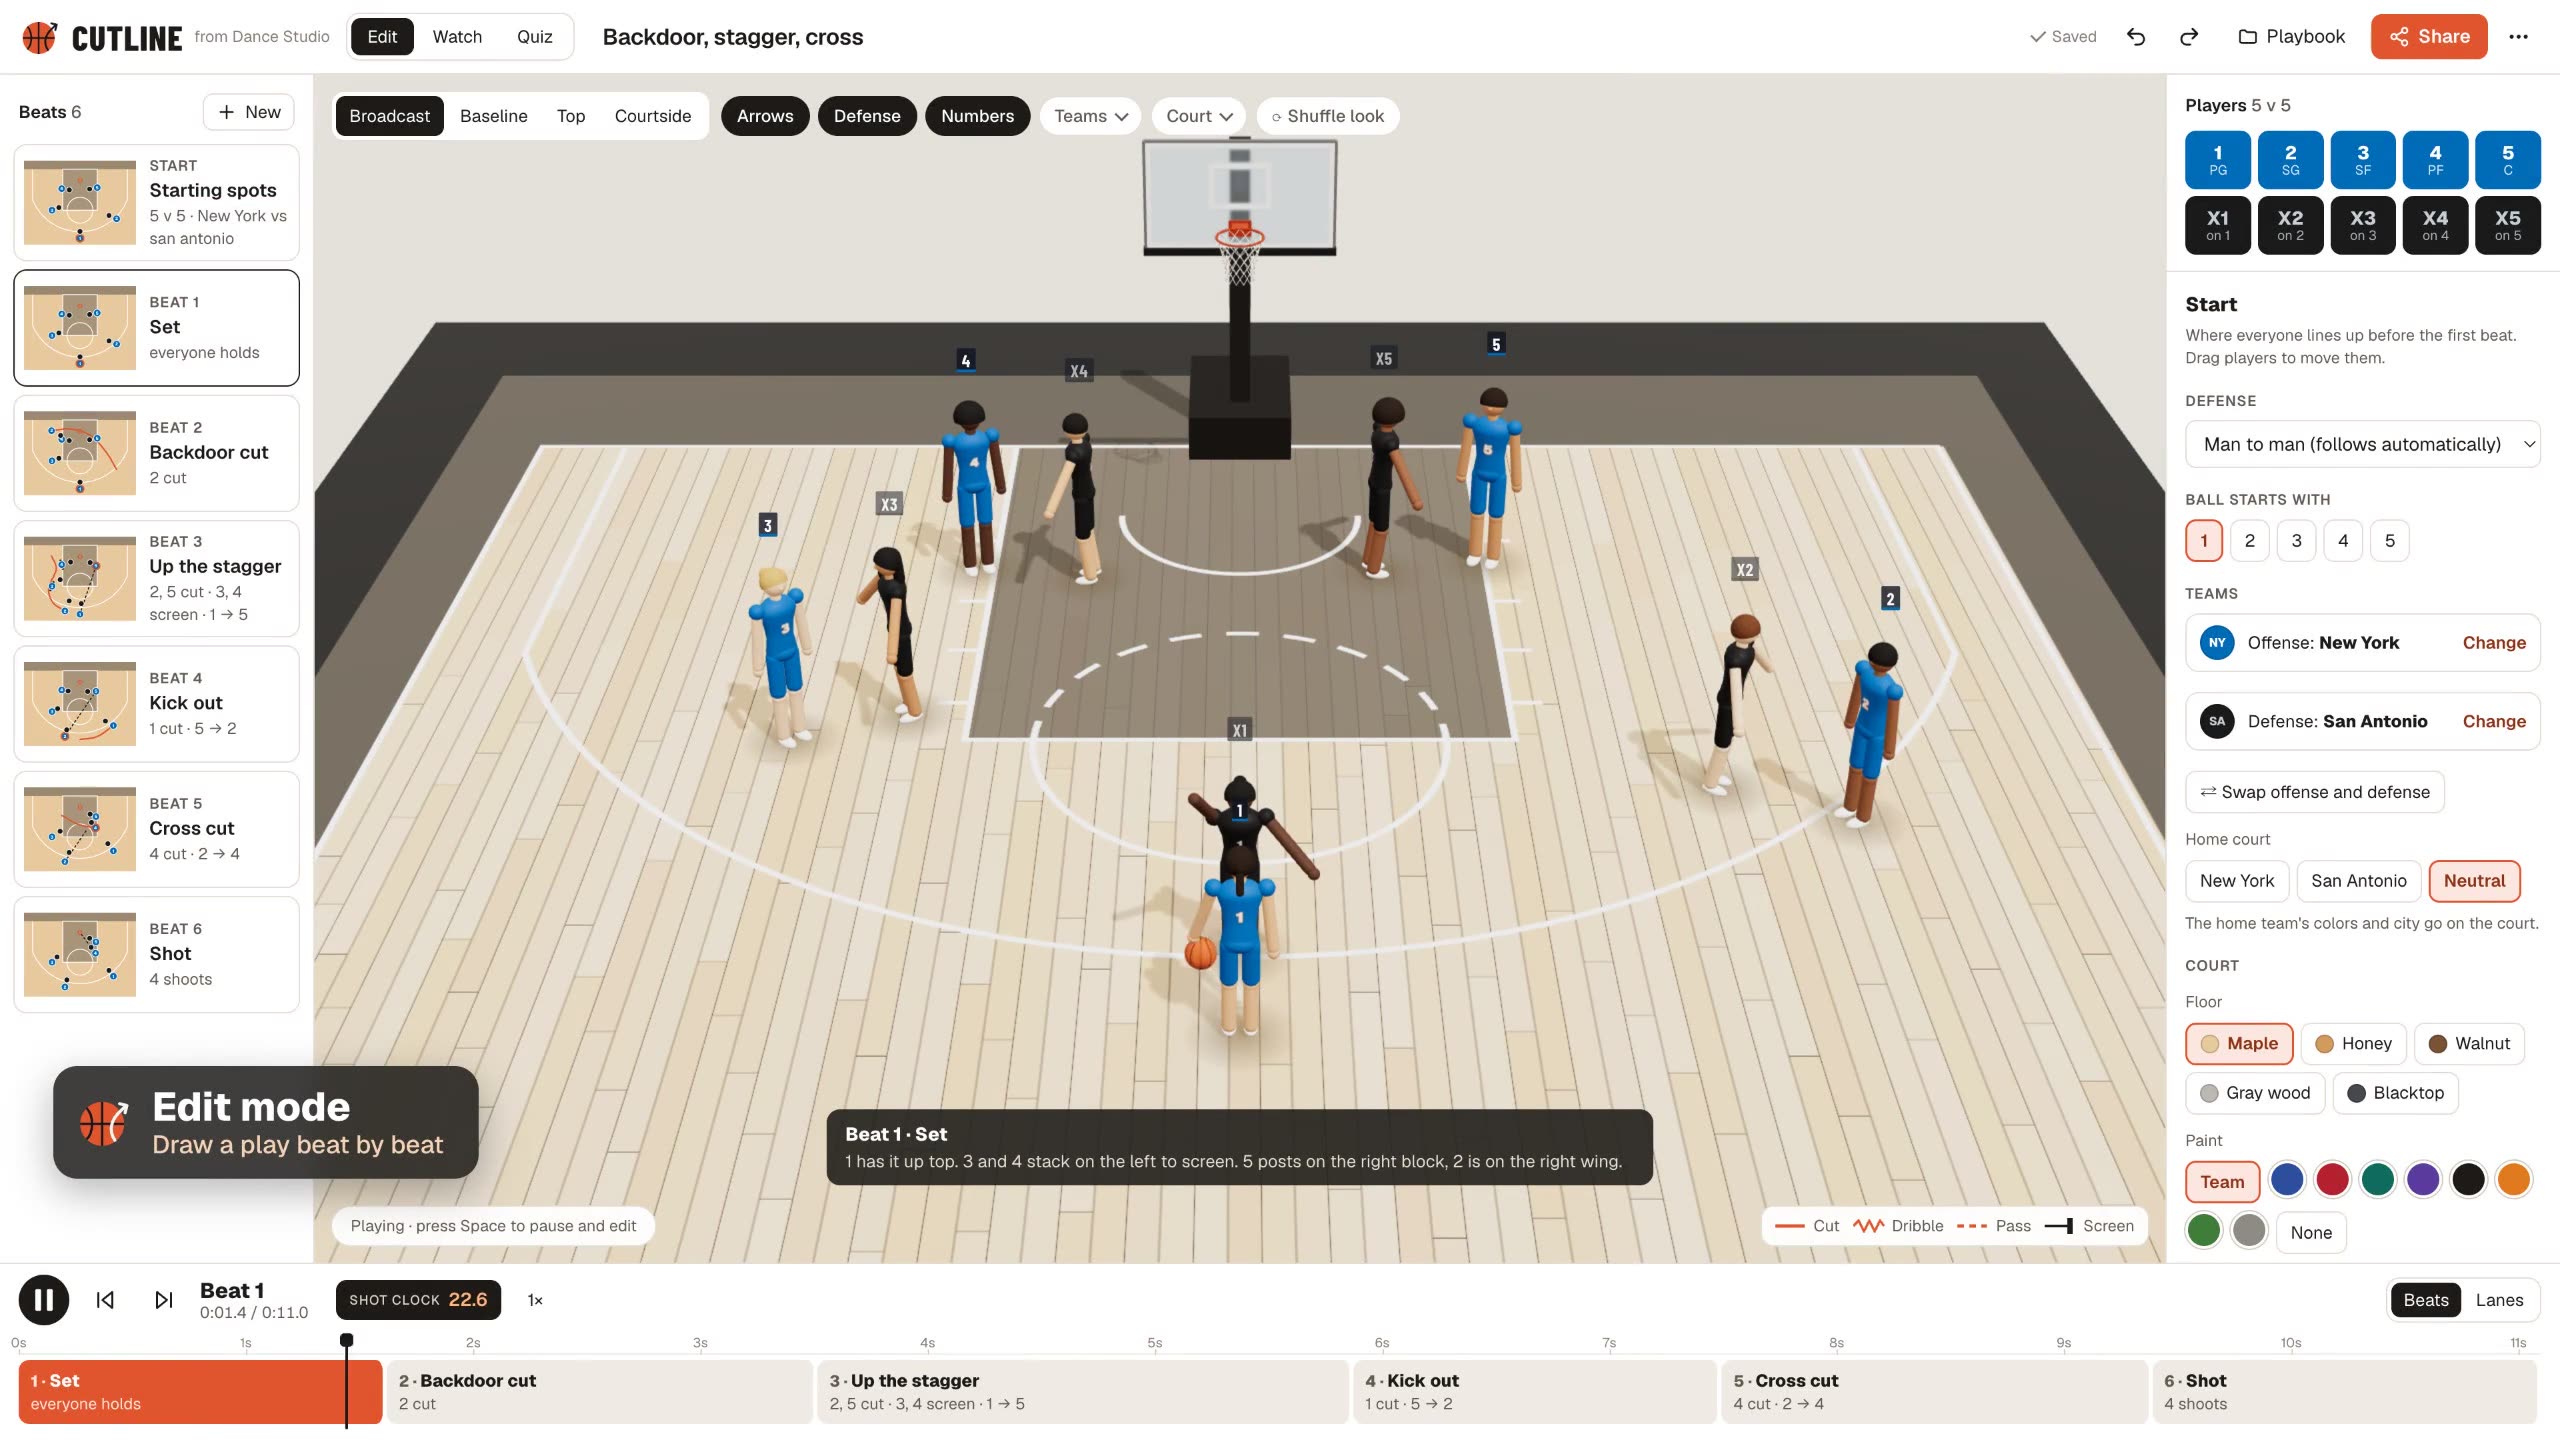 CUTLINE from Dance Studio
Edit Watch Quiz
Backdoor, stagger, cross
Saved
Playbook
Share
Beats 6
New
START
Starting spots
5 v 5 · New York vs
san antonio
BEAT 1
Set
everyone holds
BEAT 2
Backdoor cut
2 cut
BEAT 3
Up the stagger
2, 5 cut · 3, 4
screen · 1 → 5
BEAT 4
Kick out
1 cut · 5 → 2
BEAT 5
Cross cut
4 cut · 2 → 4
BEAT 6
Shot
4 shoots
Edit mode
Draw a play beat by beat
Broadcast Baseline Top Courtside
Arrows Defense Numbers Teams Court Shuffle look
5
4
X5
X4
4
5
X3
3
X2
2
3
2
X1
1
1
Beat 1 · Set
1 has it up top. 3 and 4 stack on the left to screen. 5 posts on the right block, 2 is on the right wing.
Playing · press Space to pause and edit
Cut Dribble Pass Screen
Players 5 v 5
1 2 3 4 5
PG SG SF PF C
X1 X2 X3 X4 X5
on 1 on 2 on 3 on 4 on 5
Start
Where everyone lines up before the first beat.
Drag players to move them.
DEFENSE
Man to man (follows automatically)
BALL STARTS WITH
1 2 3 4 5
TEAMS
NY Offense: New York Change
SA Defense: San Antonio Change
Swap offense and defense
Home court
New York San Antonio Neutral
The home team's colors and city go on the court.
COURT
Floor
Maple Honey Walnut
Gray wood Blacktop
Paint
Team
None
Beat 1
0:01.4 / 0:11.0
SHOT CLOCK 22.6
1×
Beats Lanes
0s 1s 2s 3s 4s 5s 6s 7s 8s 9s 10s 11s
1 · Set
everyone holds
2 · Backdoor cut
2 cut
3 · Up the stagger
2, 5 cut · 3, 4 screen · 1 → 5
4 · Kick out
1 cut · 5 → 2
5 · Cross cut
4 cut · 2 → 4
6 · Shot
4 shoots